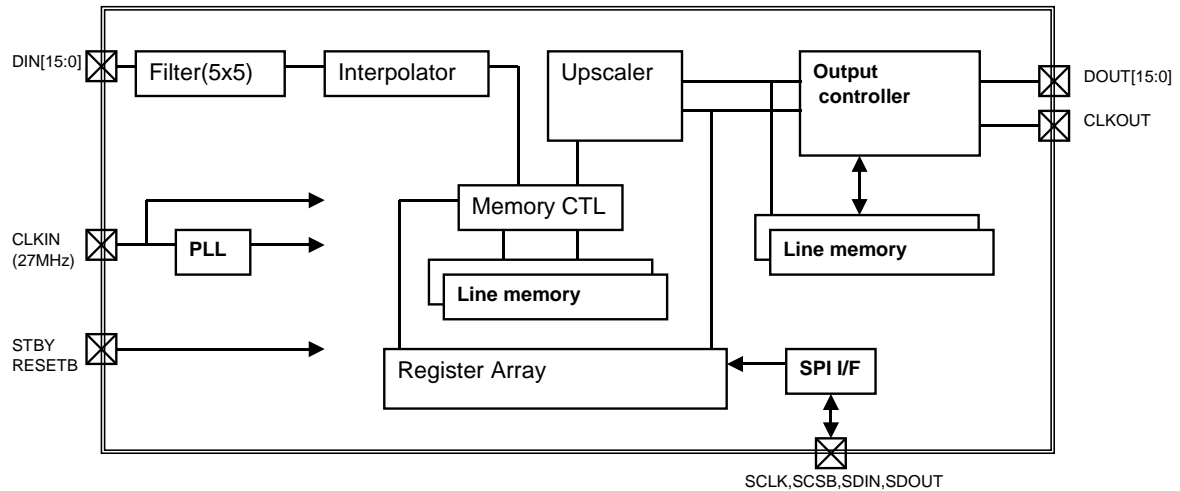 DIN[15:0]
Filter(5x5)
Interpolator
Upscaler
Output
controller
DOUT[15:0]
CLKOUT
Memory CTL
CLKIN
(27MHz)
PLL
Line memory
Line memory
STBY
RESETB
Register Array
SPI I/F
SCLK,SCSB,SDIN,SDOUT